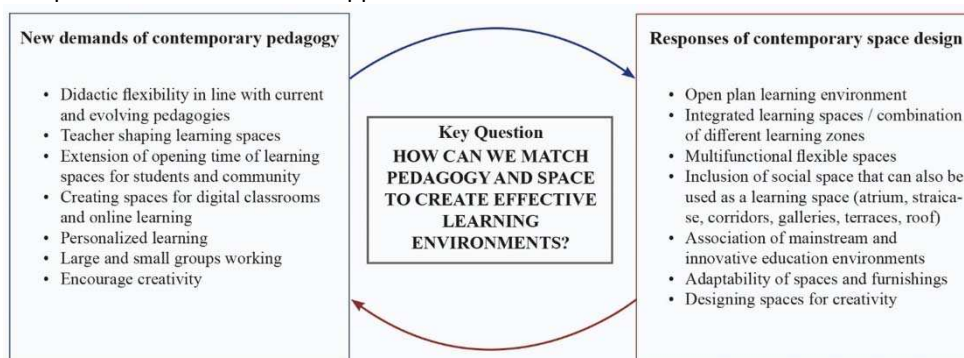 New demands of contemporary pedagogy
• Didactic flexibility in line with current
and evolving pedagogies
• Teacher shaping learning spaces
• Extension of opening time of learning
spaces for students and community
• Creating spaces for digital classrooms
and online learning
• Personalized learning
• Large and small groups working
• Encourage creativity
Key Question
HOW CAN WE MATCH
PEDAGOGY AND SPACE
TO CREATE EFFECTIVE
LEARNING
ENVIRONMENTS?
Responses of contemporary space design
• Open plan learning environment
• Integrated learning spaces / combination
of different learning zones
• Multifunctional flexible spaces
• Inclusion of social space that can also be
used as a learning space (atrium, straica-
se, corridors, galleries, terraces, roof)
• Association of mainstream and
innovative education environments
• Adaptability of spaces and furnishings
• Designing spaces for creativity